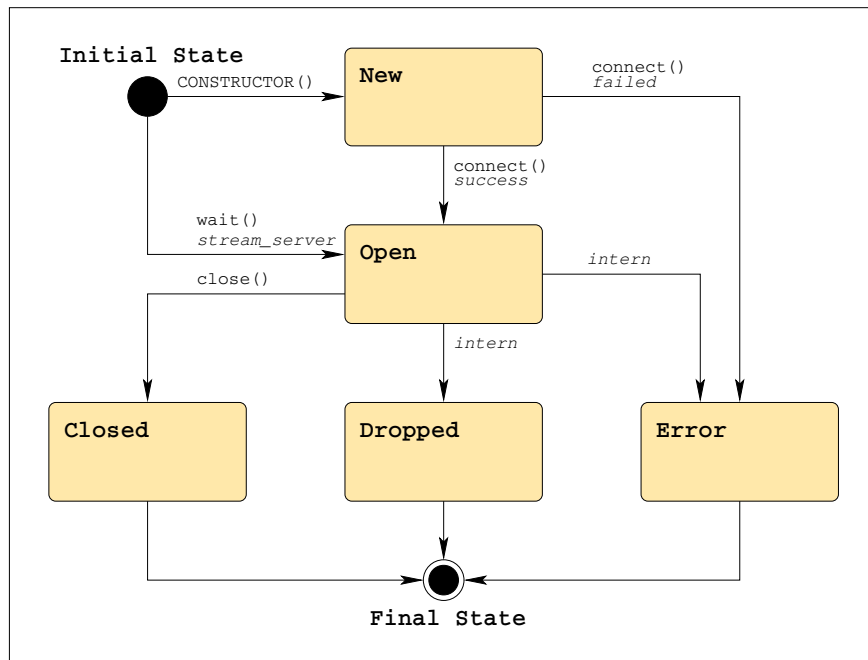 Initial State
CONSTRUCTOR()
New
connect()
failed
connect()
success
wait()
stream_server
Open
intern
close()
intern
Closed
Dropped
Error
Final State